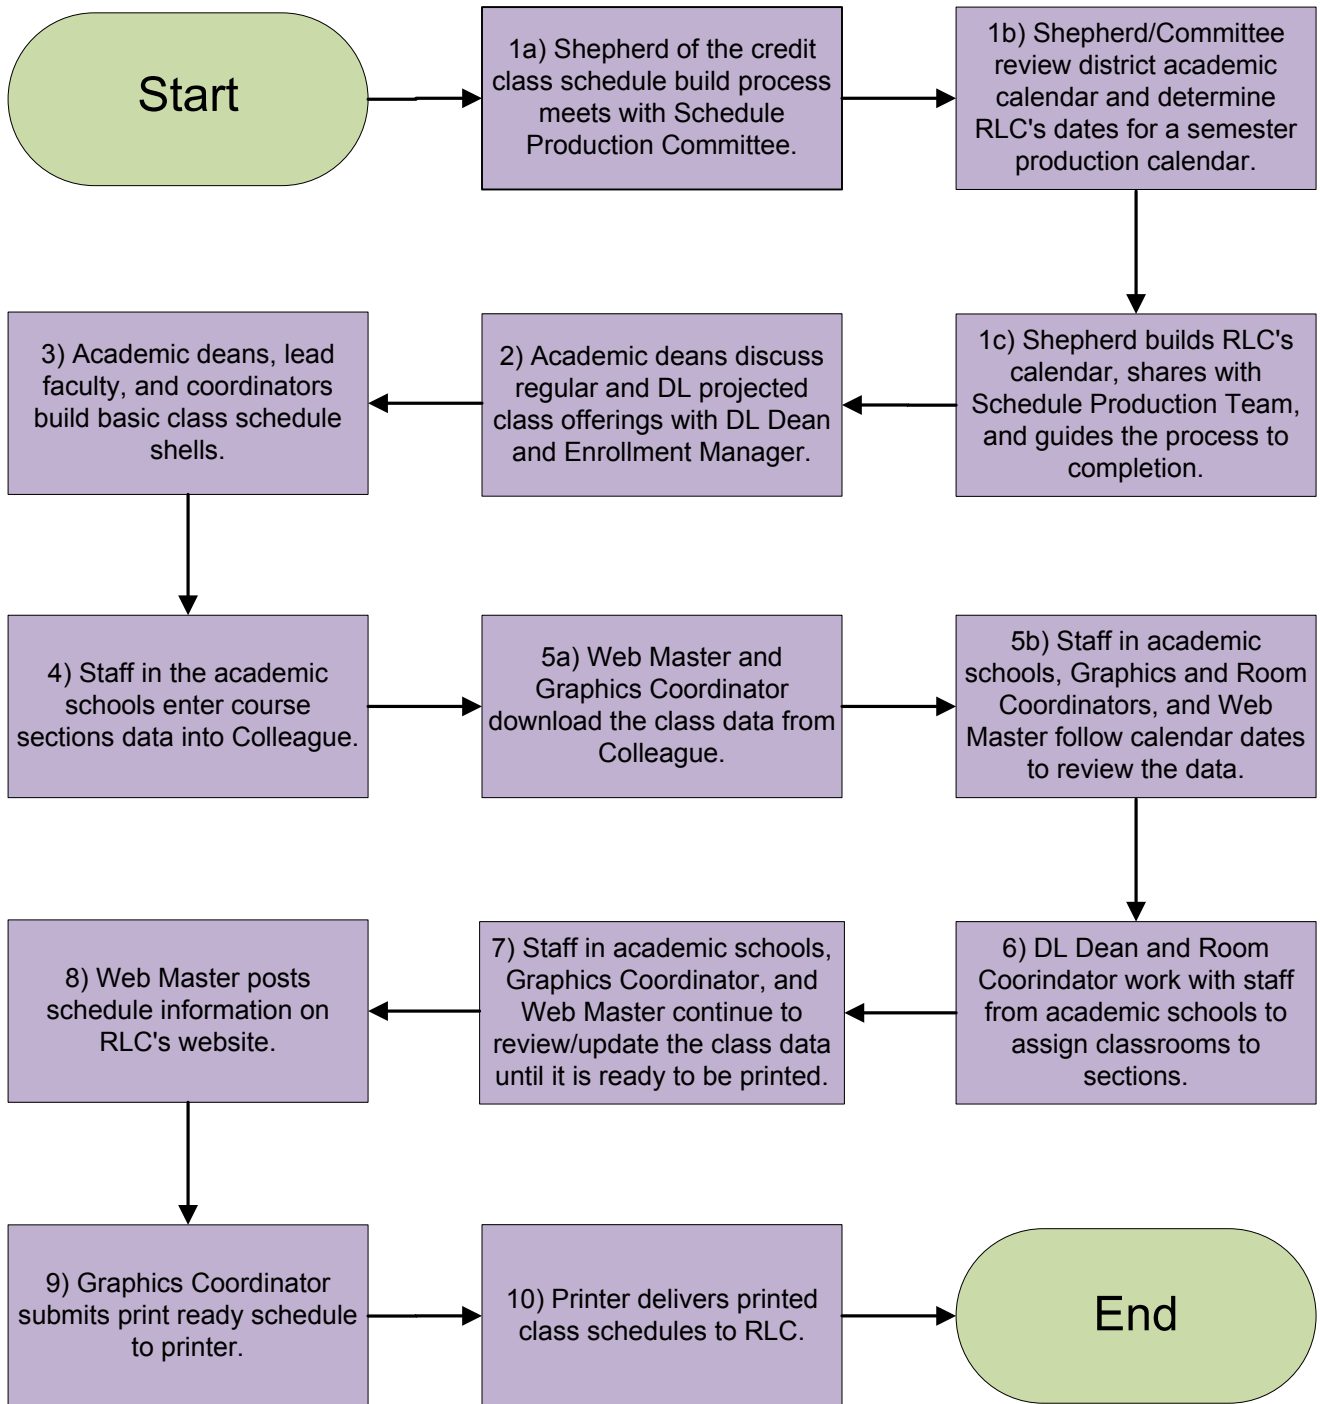 Start
1a) Shepherd of the credit
class schedule build process
meets with Schedule
Production Committee.
1b) Shepherd/Committee
review district academic
calendar and determine
RLC's dates for a semester
production calendar.
1c) Shepherd builds RLC's
calendar, shares with
Schedule Production Team,
and guides the process to
completion.
2) Academic deans discuss
regular and DL projected
class offerings with DL Dean
and Enrollment Manager.
3) Academic deans, lead
faculty, and coordinators
build basic class schedule
shells.
4) Staff in the academic
schools enter course
sections data into Colleague.
5a) Web Master and
Graphics Coordinator
download the class data from
Colleague.
5b) Staff in academic
schools, Graphics and Room
Coordinators, and Web
Master follow calendar dates
to review the data.
6) DL Dean and Room
Coorindator work with staff
from academic schools to
assign classrooms to
sections.
7) Staff in academic schools,
Graphics Coordinator, and
Web Master continue to
review/update the class data
until it is ready to be printed.
8) Web Master posts
schedule information on
RLC's website.
9) Graphics Coordinator
submits print ready schedule
to printer.
10) Printer delivers printed
class schedules to RLC.
End